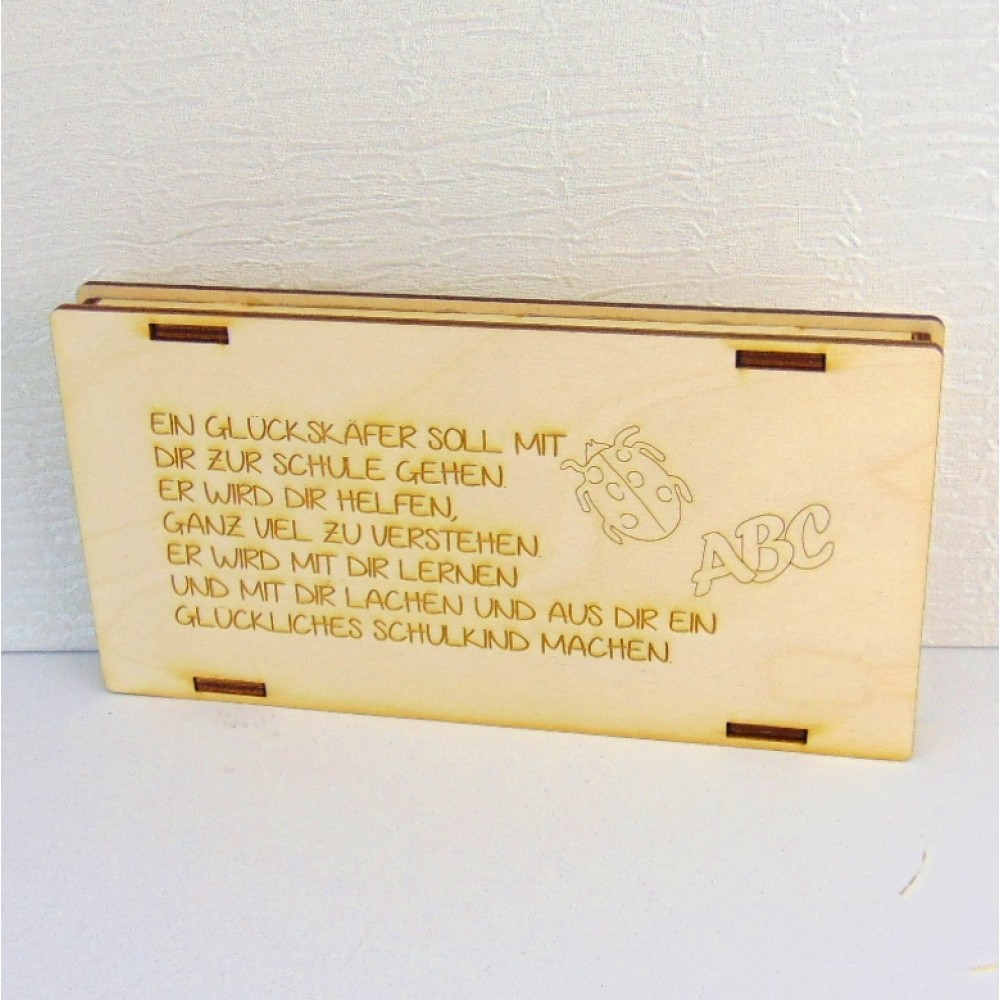 EIN GLÜCKSKÄFER SOLL MIT
DIR ZUR SCHULE GEHEN.
ER WIRD DIR HELFEN,
GANZ VIEL ZU VERSTEHEN.
ER WIRD MIT DIR LERNEN
UND MIT DIR LACHEN UND AUS DIR EIN
GLÜCKLICHES SCHULKIND MACHEN.
ABC